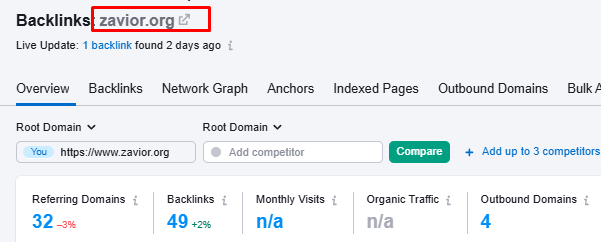 Backlinks: zavior.org
Live Update: 1 backlink found 2 days ago
Overview Backlinks Network Graph Anchors Indexed Pages Outbound Domains Bulk A
Root Domain Root Domain
You https://www.zavior.org Add competitor Compare + Add up to 3 competitors
Referring Domains Backlinks Monthly Visits Organic Traffic Outbound Domains
32 -3% 49 +2% n/a n/a 4